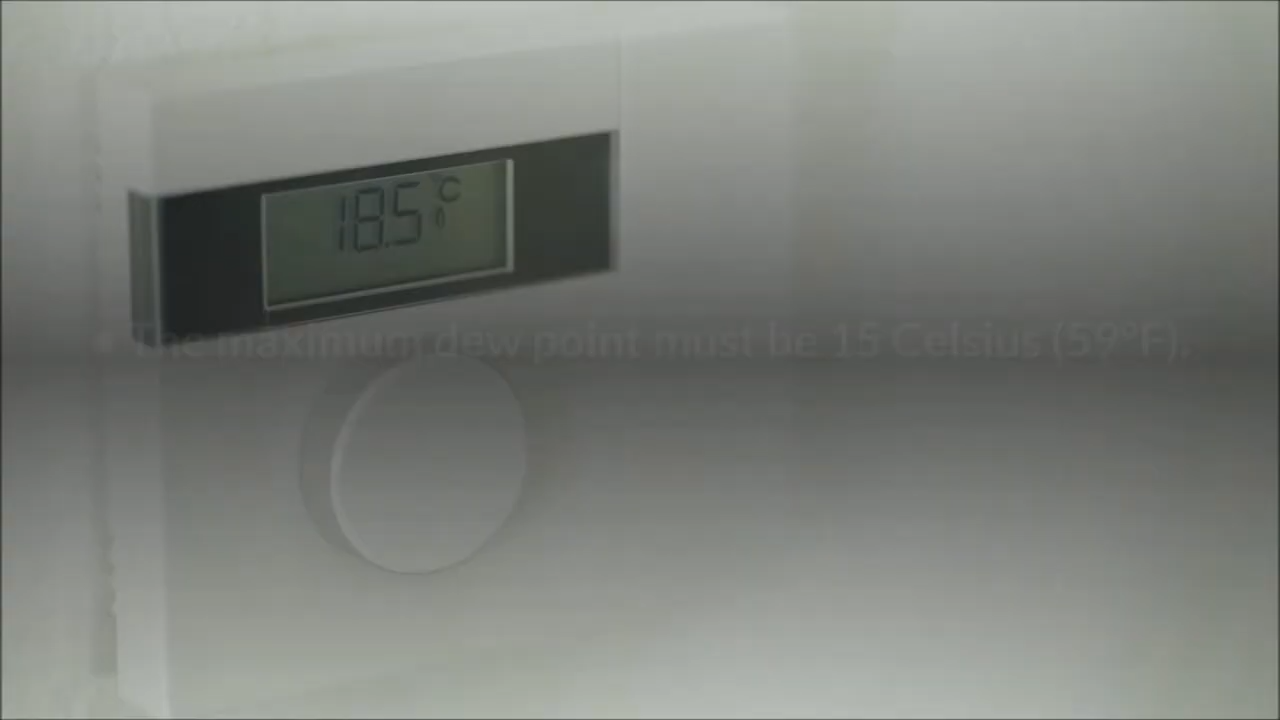 18.5°C
• The maximum dew point must be 15 Celsius (59°F).